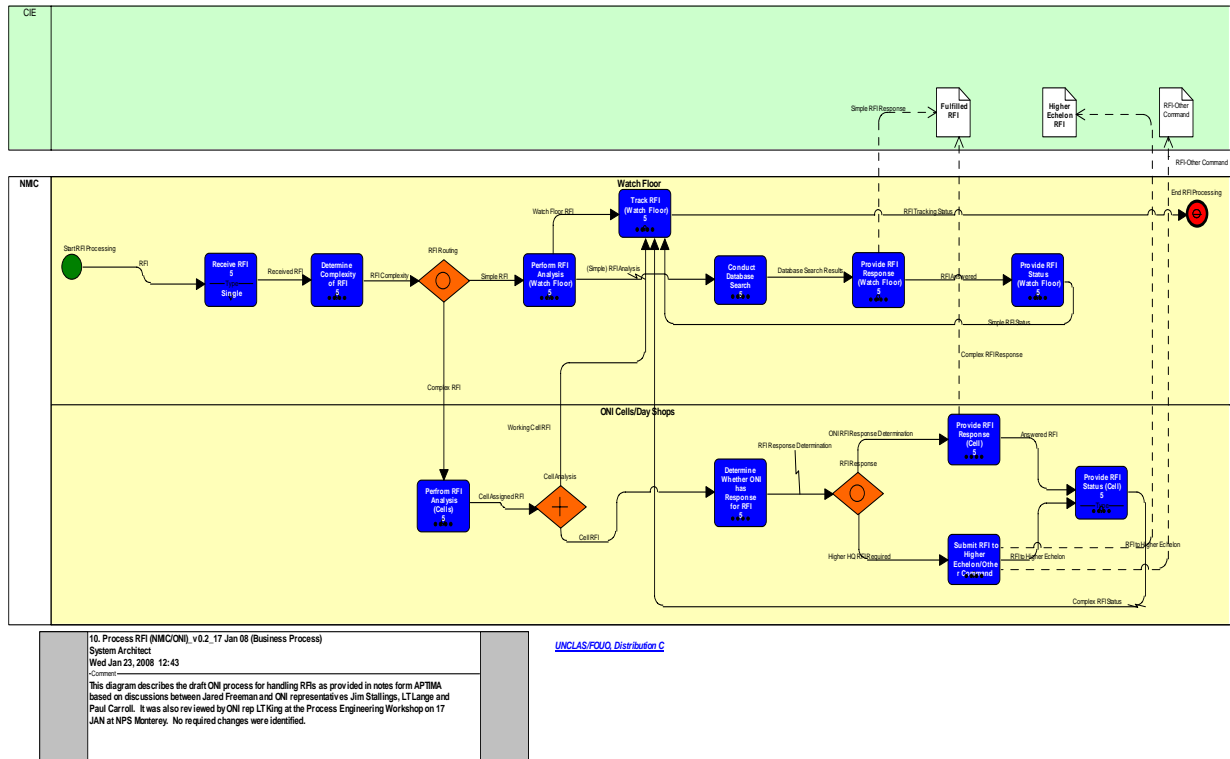 CIE
Simple RFI Response
Fulfilled
RFI
Higher
Echelon
RFI
RFI-Other
Command
RFI-Other Command
NMIC
Watch Floor
Track RFI
(Watch Floor)
5
Watch Floor RFI
RFI Tracking Status
End RFI Processing
Start RFI Processing
RFI
Receive RFI
5
Single
Received RFI
Determine
Complexity
of RFI
5
RFI Complexity
RFI Routing
Simple RFI
Perform RFI
Analysis
(Watch Floor)
5
(Simple) RFI Analysis
Conduct
Database
Search
5
Database Search Results
Provide RFI
Response
(Watch Floor)
5
RFI Answered
Provide RFI
Status
(Watch Floor)
5
Simple RFI Status
Complex RFI Response
Complex RFI
ONI Cells/Day Shops
Working Cell RFI
Perfrom RFI
Analysis
(Cells)
5
Cell Assigned RFI
Cell Analysis
Cell RFI
Determine
Whether ONI
has
Response
for RFI
5
RFI Response Determination
ONI RFI Response Determination
RFI Response
Higher HQ RFI Required
Provide RFI
Response
(Cell)
5
Answered RFI
Submit RFI to
Higher
Echelon/Othe
r Command
RFI to Higher Echelon
RFI to Higher Echelon
Provide RFI
Status (Cell)
5
Complex RFI Status
10. Process RFI (NMIC/ONI)_v0.2_17 Jan 08 (Business Process)
System Architect
Wed Jan 23, 2008 12:43
Comment
This diagram describes the draft ONI process for handling RFIs as provided in notes form APTIMA
based on discussions between Jared Freeman and ONI representatives Jim Stallings, LT Lange and
Paul Carroll. It was also reviewed by ONI rep LT King at the Process Engineering Workshop on 17
JAN at NPS Monterey. No required changes were identified.
UNCLAS/FOUO, Distribution C